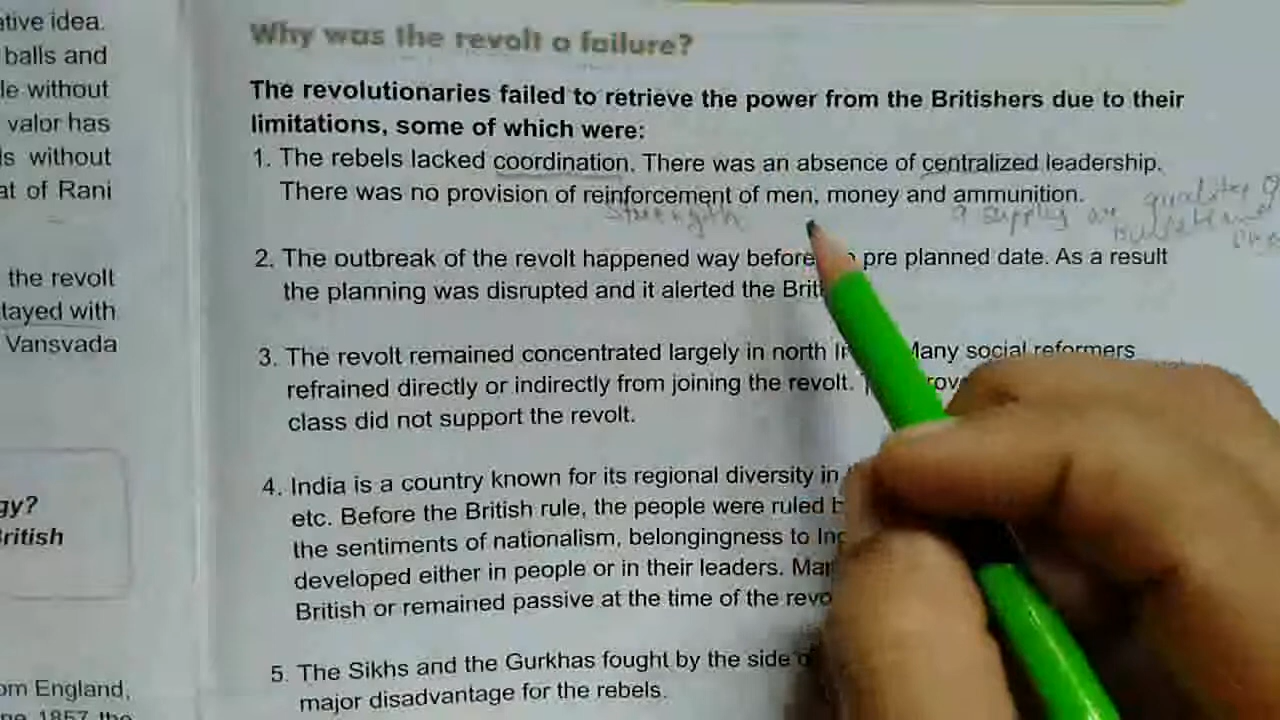 ative idea.
balls and
le without
valor has
ls without
at of Rani
the revolt
layed with
Vansvada
gy?
British
om England,
1857 the
Why was the revolt a failure?
The revolutionaries failed to retrieve the power from the Britishers due to their
limitations, some of which were:
1. The rebels lacked coordination. There was an absence of centralized leadership.
There was no provision of reinforcement of men, money and ammunition.
Strength
a supply
2. The outbreak of the revolt happened way before pre planned date. As a result
the planning was disrupted and it alerted the Brit
3. The revolt remained concentrated largely in north Many social reformers
refrained directly or indirectly from joining the revolt.
class did not support the revolt.
4. India is a country known for its regional diversity in
etc. Before the British rule, the people were ruled b
the sentiments of nationalism, belongingness to In
developed either in people or in their leaders. Man
British or remained passive at the time of the revo
5. The Sikhs and the Gurkhas fought by the side o
major disadvantage for the rebels.